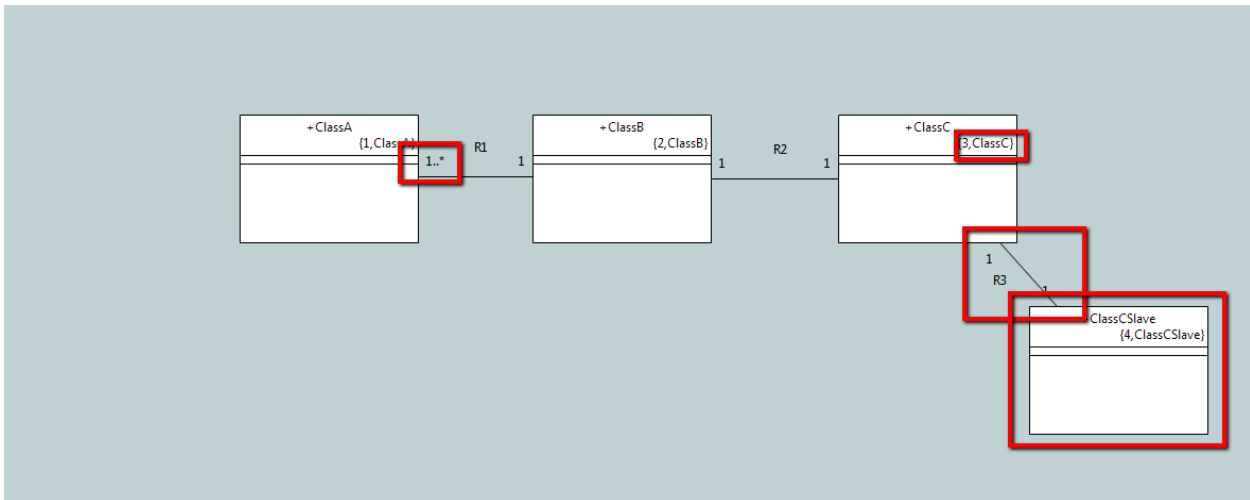 +ClassA
{1,ClassA}
1..*
R1
1
+ClassB
{2,ClassB}
1
R2
1
+ClassC
{3,ClassC}
1
R3
1
ClassCSlave
{4,ClassCSlave}